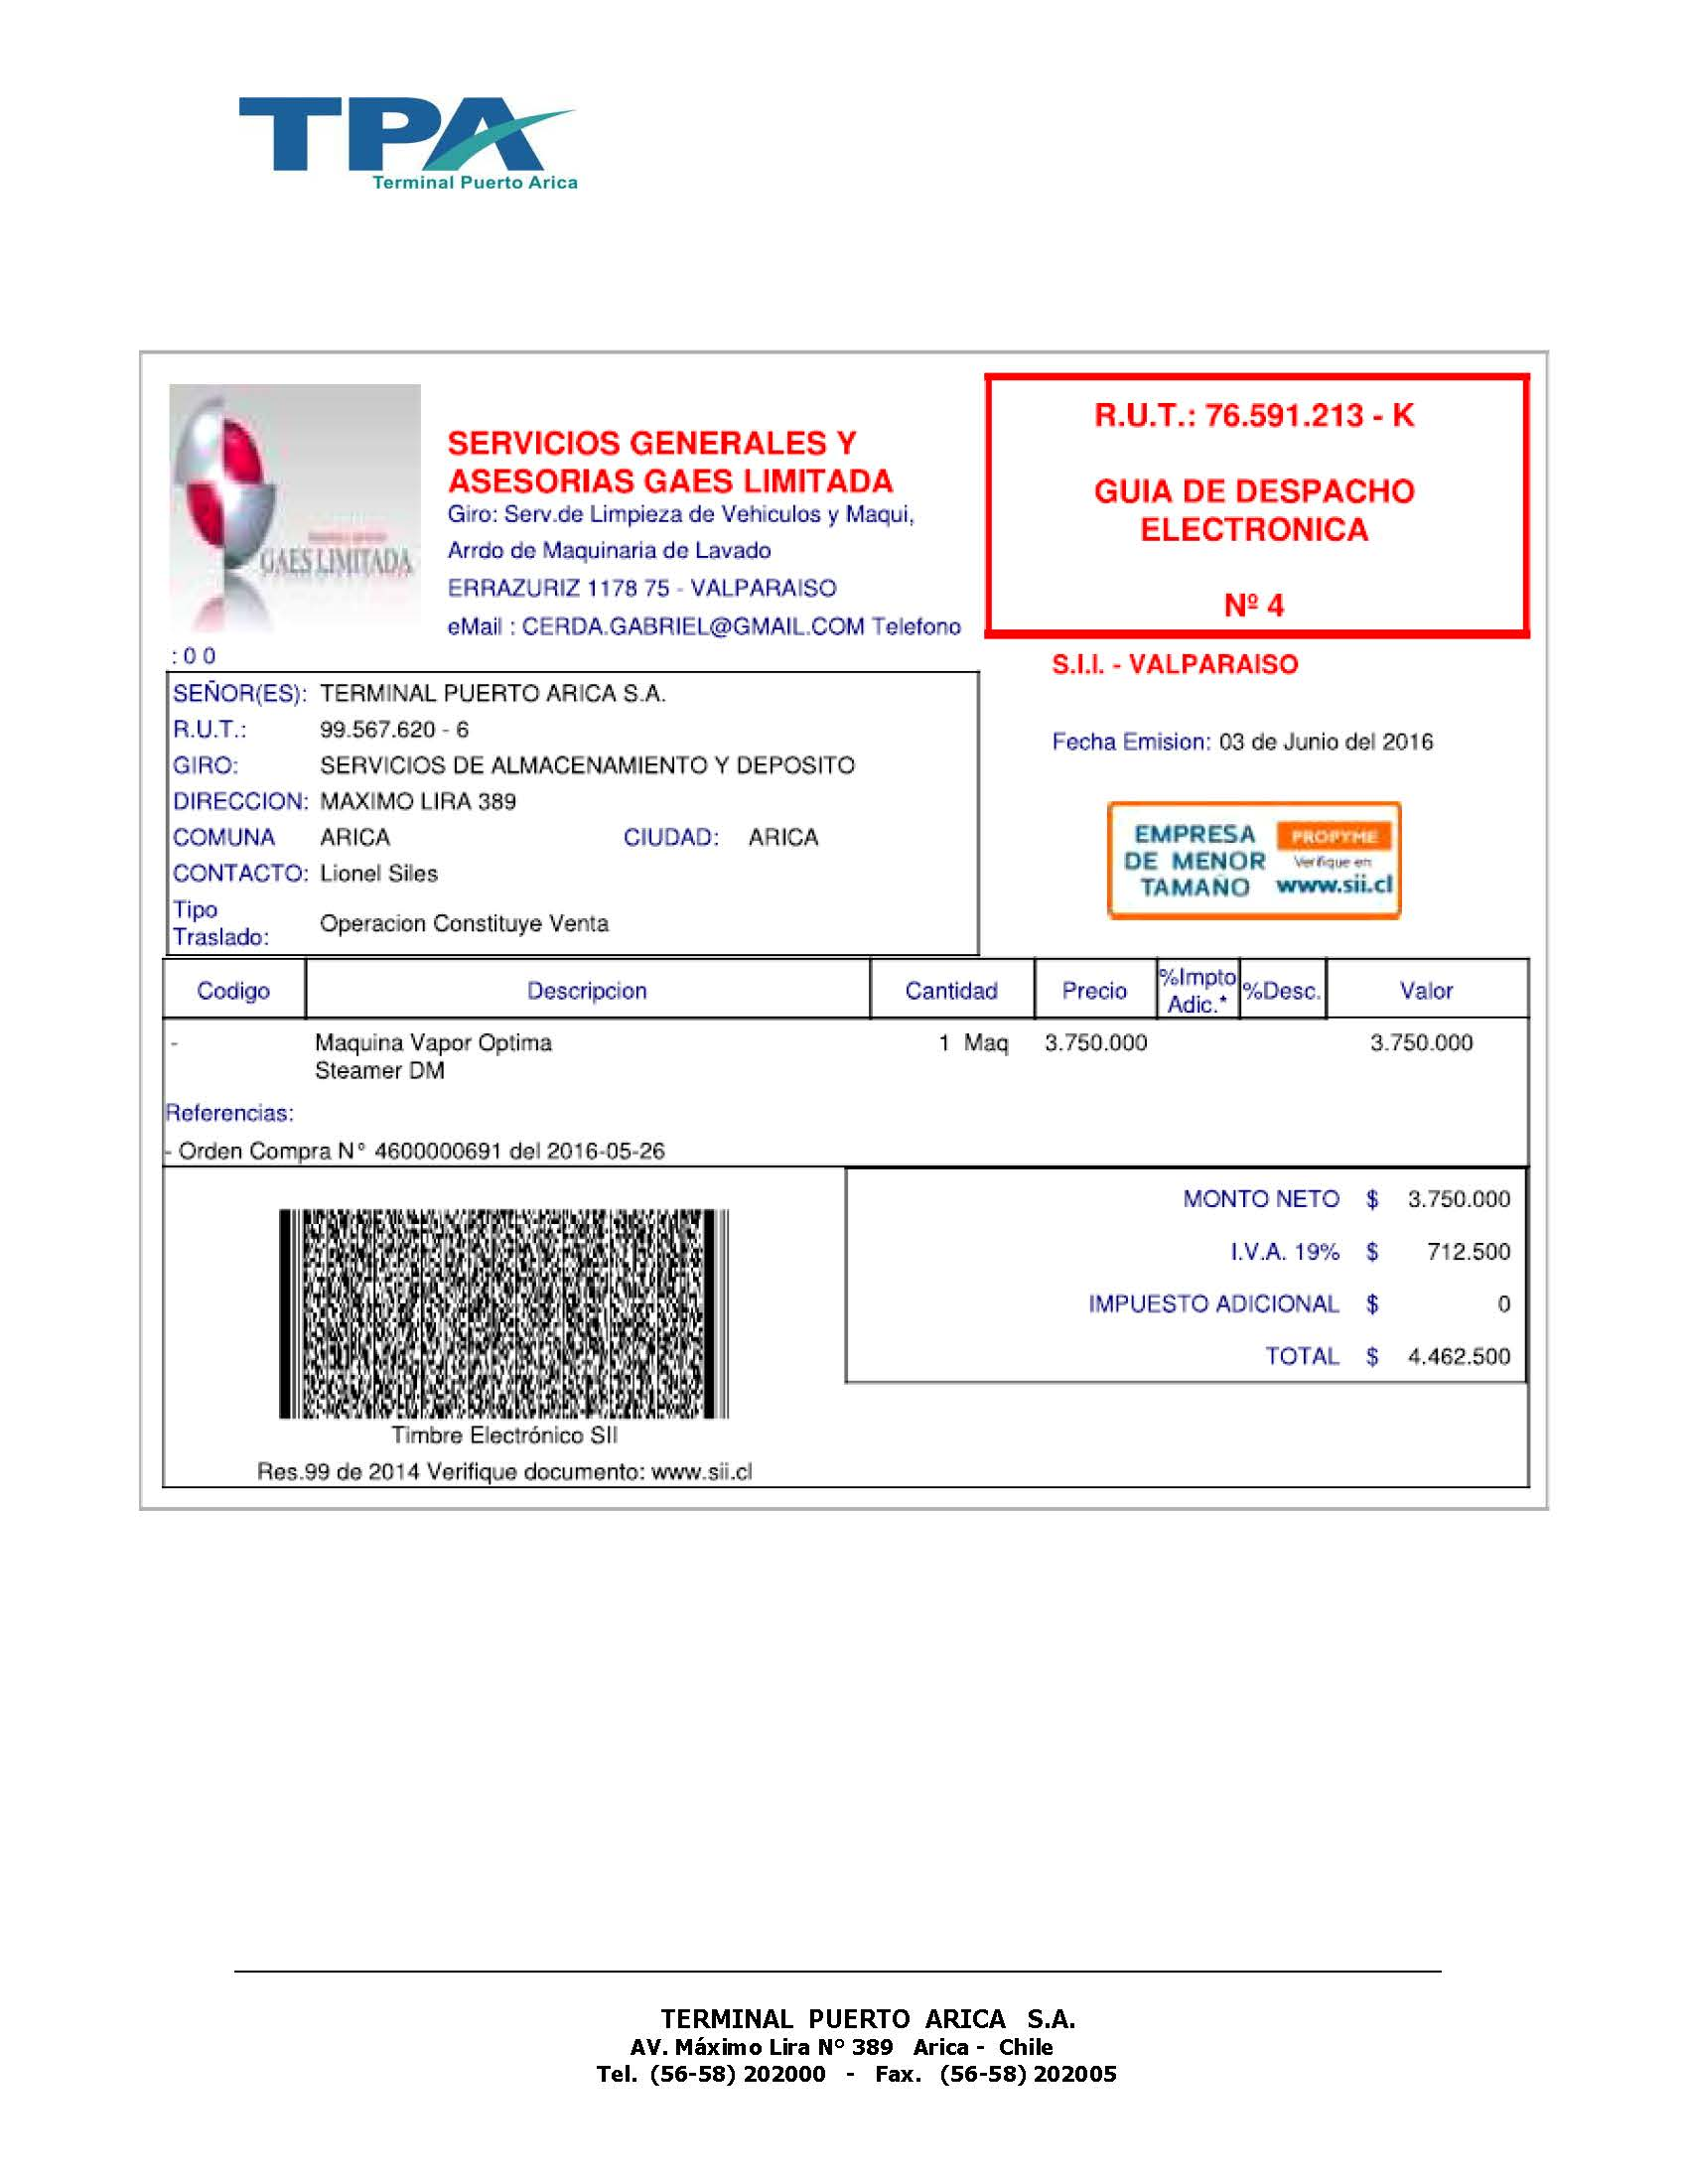 TPA
Terminal Puerto Arica
GAES LIMITADA
SERVICIOS GENERALES Y
ASESORIAS GAES LIMITADA
Giro: Serv.de Limpieza de Vehiculos y Maqui,
Arrdo de Maquinaria de Lavado
ERRAZURIZ 1178 75 - VALPARAISO
eMail : CERDA.GABRIEL@GMAIL.COM Telefono
: 0 0
R.U.T.: 76.591.213 - K
GUIA DE DESPACHO
ELECTRONICA
Nº 4
S.I.I. - VALPARAISO
Fecha Emision: 03 de Junio del 2016
EMPRESA
DE MENOR
TAMAÑO
PROPYME
Verifique en
www.sii.cl
SEÑOR(ES): TERMINAL PUERTO ARICA S.A.
R.U.T.: 99.567.620 - 6
GIRO: SERVICIOS DE ALMACENAMIENTO Y DEPOSITO
DIRECCION: MAXIMO LIRA 389
COMUNA ARICA CIUDAD: ARICA
CONTACTO: Lionel Siles
Tipo
Traslado: Operacion Constituye Venta
Codigo Descripcion Cantidad Precio %Impto Adic.* %Desc. Valor
- Maquina Vapor Optima 1 Maq 3.750.000 3.750.000
Steamer DM
Referencias:
- Orden Compra N° 4600000691 del 2016-05-26
MONTO NETO $ 3.750.000
I.V.A. 19% $ 712.500
IMPUESTO ADICIONAL $ 0
TOTAL $ 4.462.500
Timbre Electrónico SII
Res.99 de 2014 Verifique documento: www.sii.cl
TERMINAL PUERTO ARICA S.A.
AV. Máximo Lira Nº 389 Arica - Chile
Tel. (56-58) 202000 - Fax. (56-58) 202005